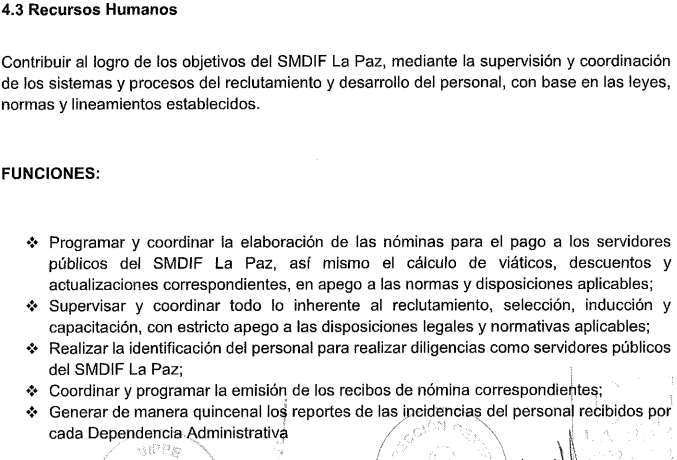 4.3 Recursos Humanos
Contribuir al logro de los objetivos del SMDIF La Paz, mediante la supervisión y coordinación
de los sistemas y procesos del reclutamiento y desarrollo del personal, con base en las leyes,
normas y lineamientos establecidos.
FUNCIONES:
❖ Programar y coordinar la elaboración de las nóminas para el pago a los servidores
públicos del SMDIF La Paz, así mismo el cálculo de viáticos, descuentos y
actualizaciones correspondientes, en apego a las normas y disposiciones aplicables;
❖ Supervisar y coordinar todo lo inherente al reclutamiento, selección, inducción y
capacitación, con estricto apego a las disposiciones legales y normativas aplicables;
❖ Realizar la identificación del personal para realizar diligencias como servidores públicos
del SMDIF La Paz;
❖ Coordinar y programar la emisión de los recibos de nómina correspondientes;
❖ Generar de manera quincenal los reportes de las incidencias del personal recibidos por
cada Dependencia Administrativa
UIPPE